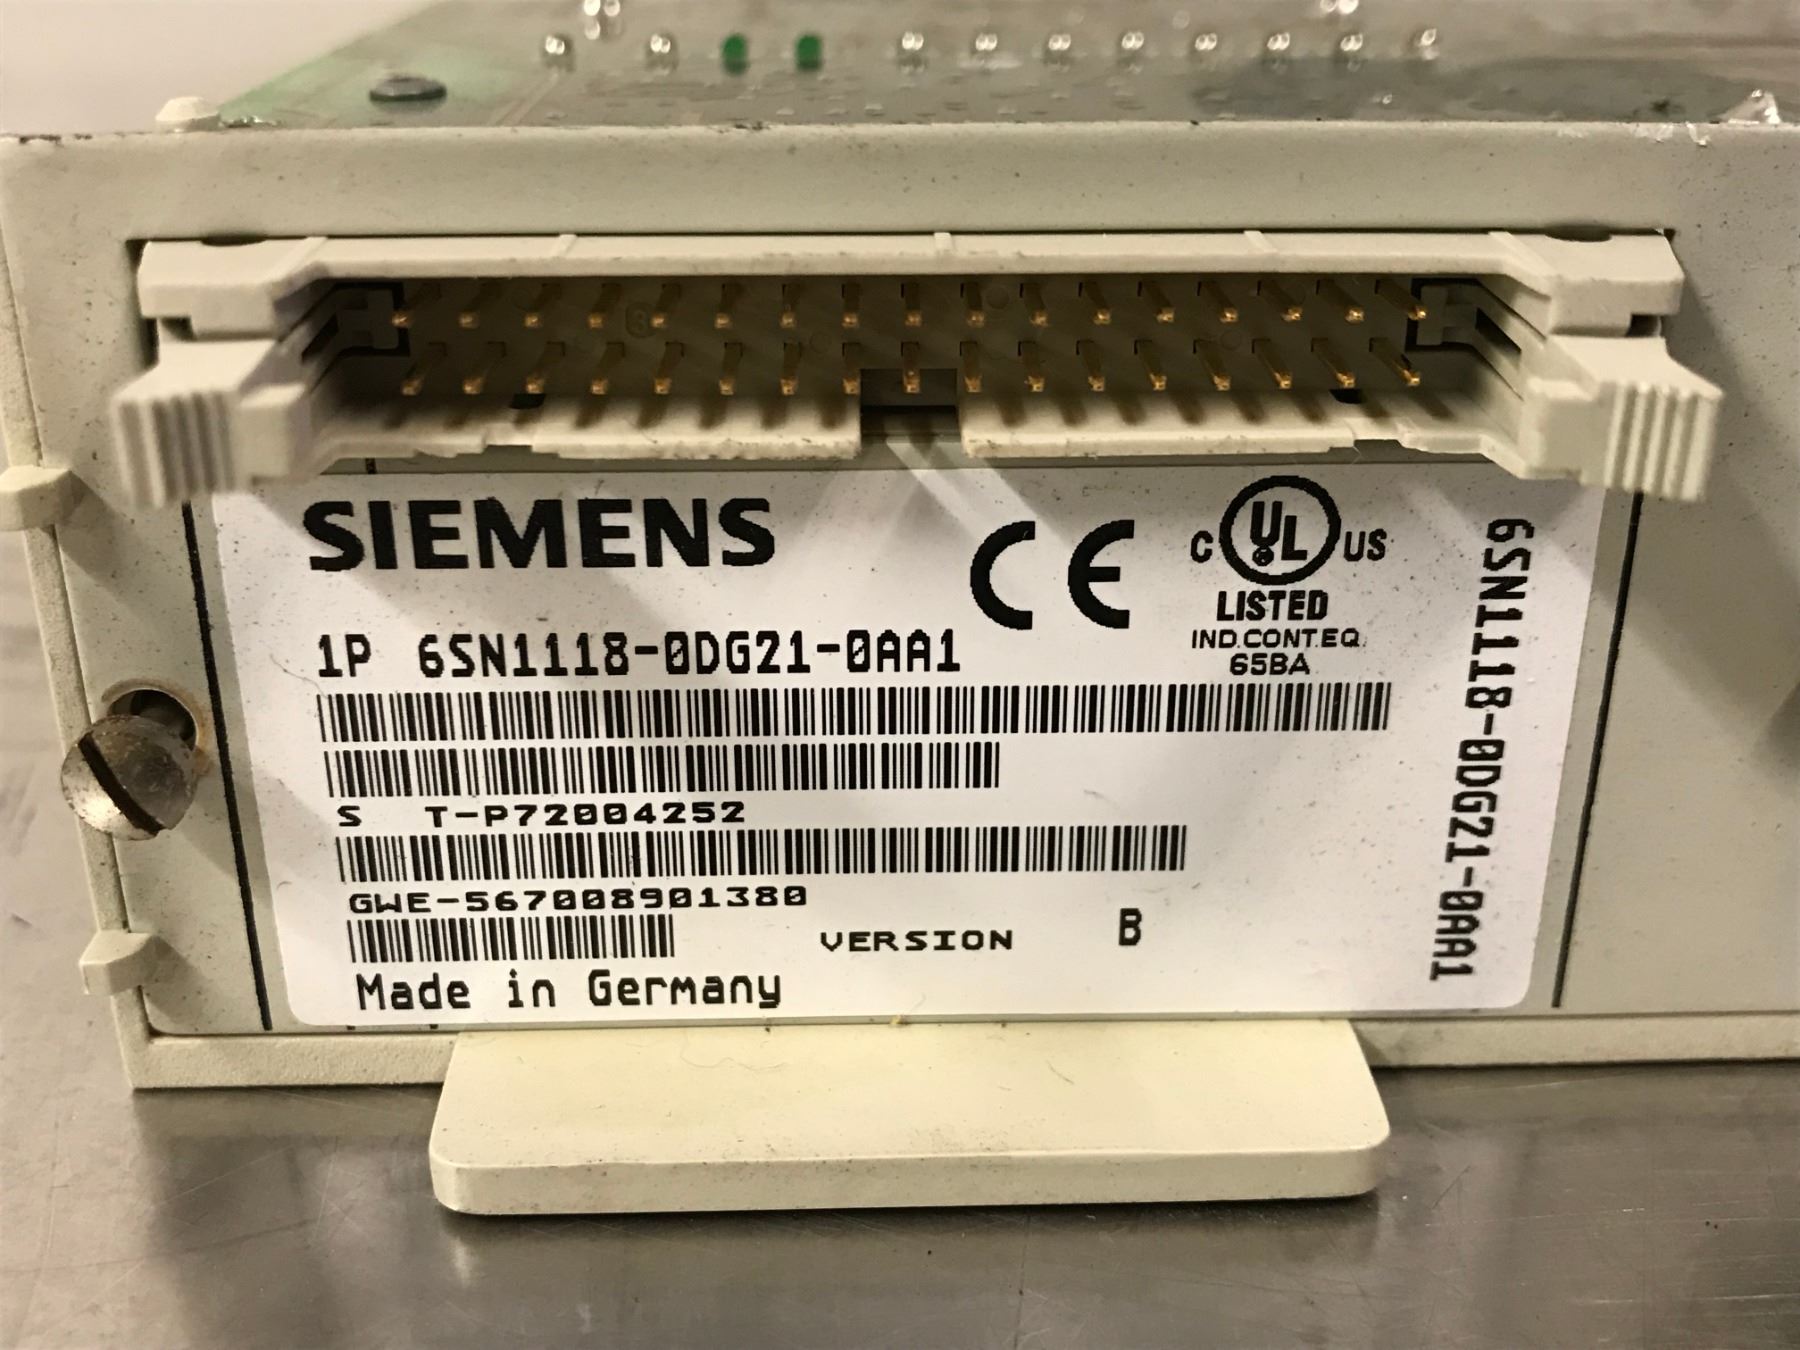 SIEMENS
CE
C UL US
LISTED
IND.CONT.EQ.
65BA
1P 6SN1118-0DG21-0AA1
S T-P72004252
GWE-567008901380
VERSION B
Made in Germany
6SN1118-0DG21-0AA1